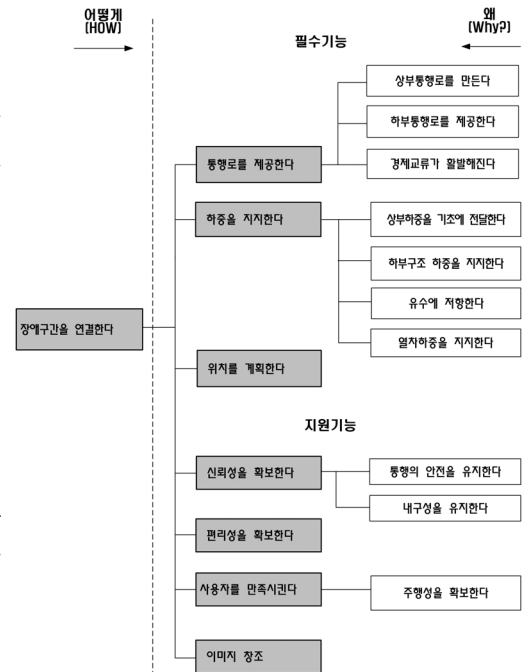 어떻게
(HOW)
왜
(Why?)
필수기능
상부통행로를 만든다
하부통행로를 제공한다
통행로를 제공한다
경제교류가 활발해진다
하중을 지지한다
상부하중을 기초에 전달한다
하부구조 하중을 지지한다
유수에 저항한다
장애구간을 연결한다
열차하중을 지지한다
위치를 계획한다
지원기능
신뢰성을 확보한다
통행의 안전을 유지한다
내구성을 유지한다
편리성을 확보한다
사용자를 만족시킨다
주행성을 확보한다
이미지 창조